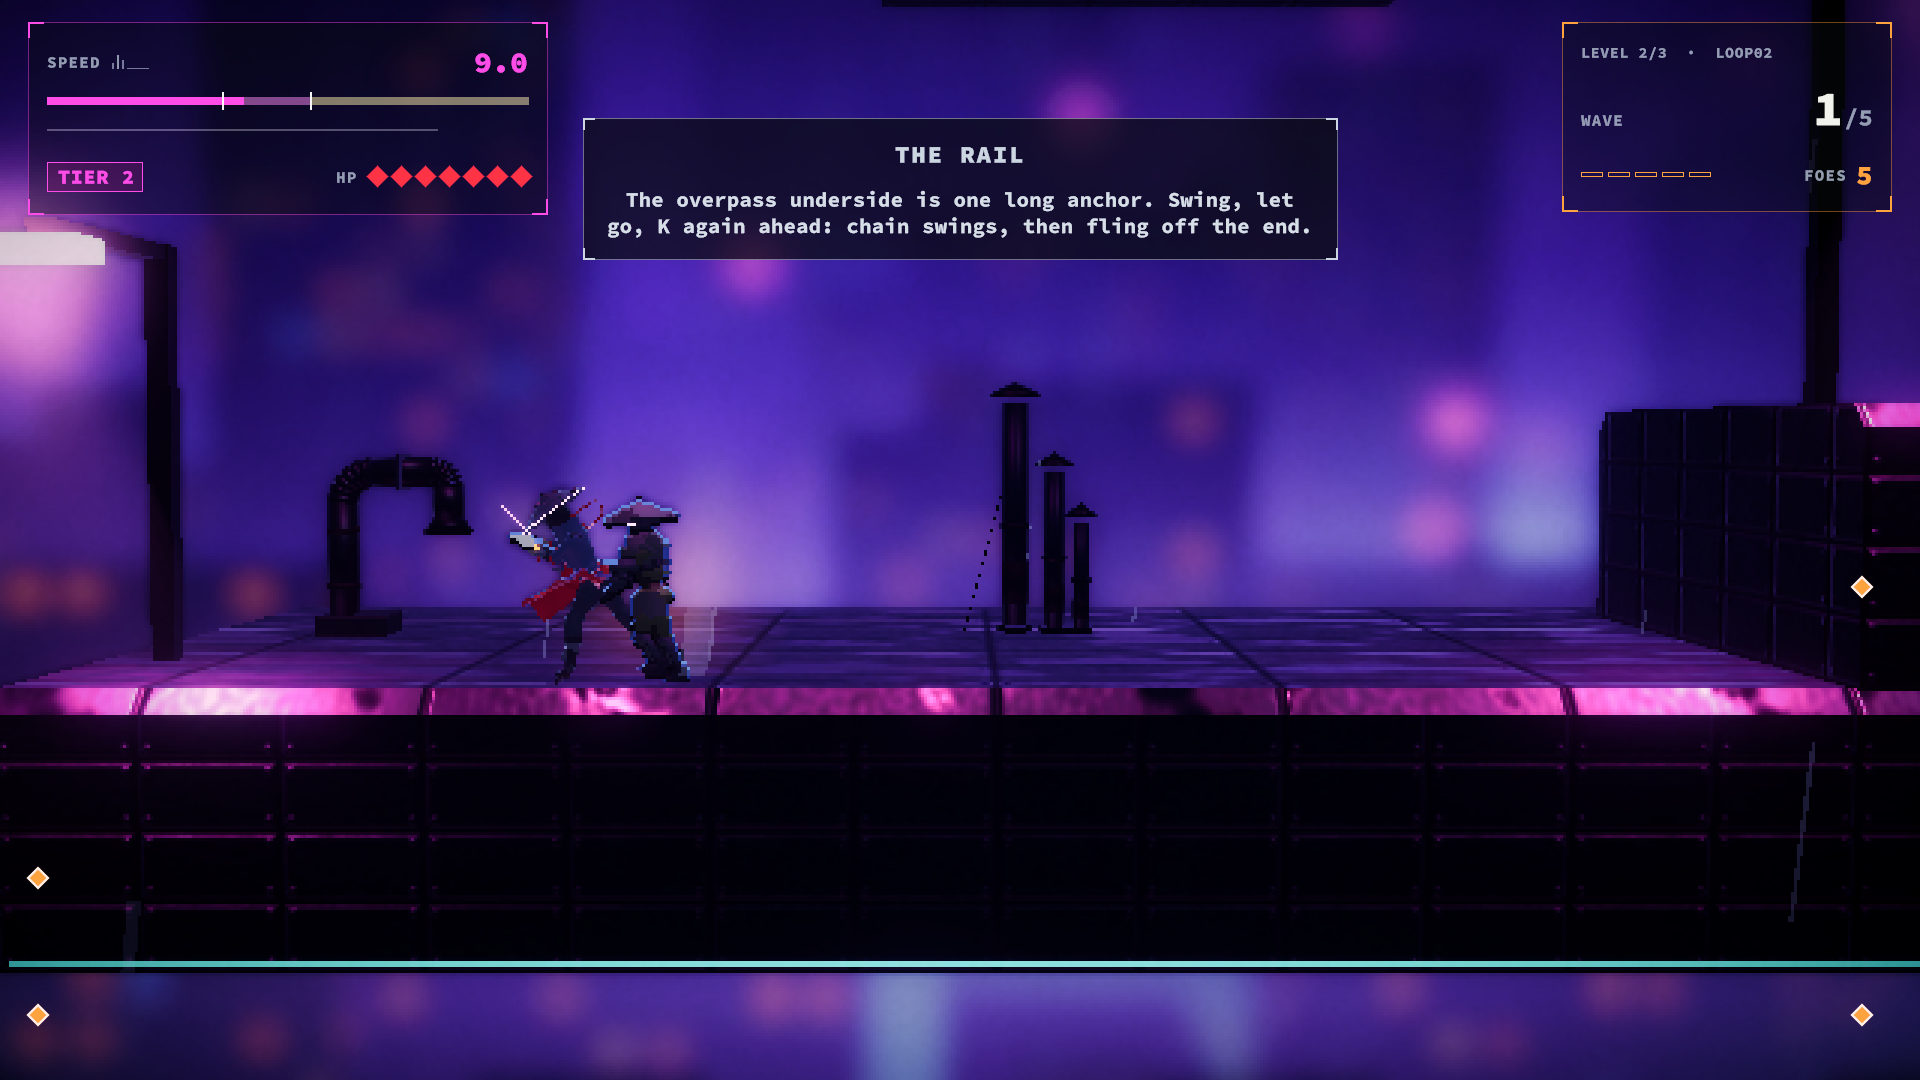 SPEED 9.0
TIER 2 HP
THE RAIL
The overpass underside is one long anchor. Swing, let
go, K again ahead: chain swings, then fling off the end.
LEVEL 2/3 • LOOP02
WAVE 1/5
FOES 5